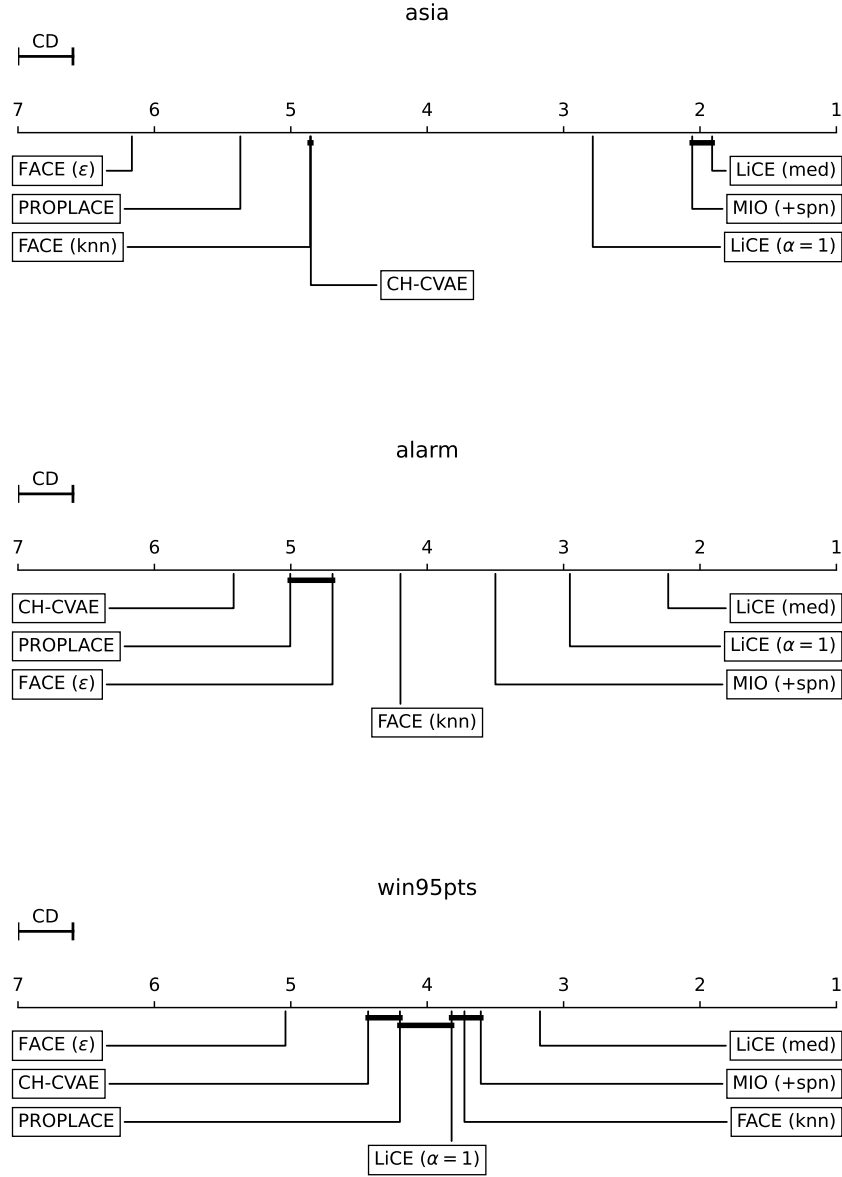 asia
CD
7 6 5 4 3 2 1
FACE (ε) LiCE (med)
PROPLACE MIO (+spn)
FACE (knn) LiCE (α = 1)
CH-CVAE
alarm
CD
7 6 5 4 3 2 1
CH-CVAE LiCE (med)
PROPLACE LiCE (α = 1)
FACE (ε) MIO (+spn)
FACE (knn)
win95pts
CD
7 6 5 4 3 2 1
FACE (ε) LiCE (med)
CH-CVAE MIO (+spn)
PROPLACE FACE (knn)
LiCE (α = 1)